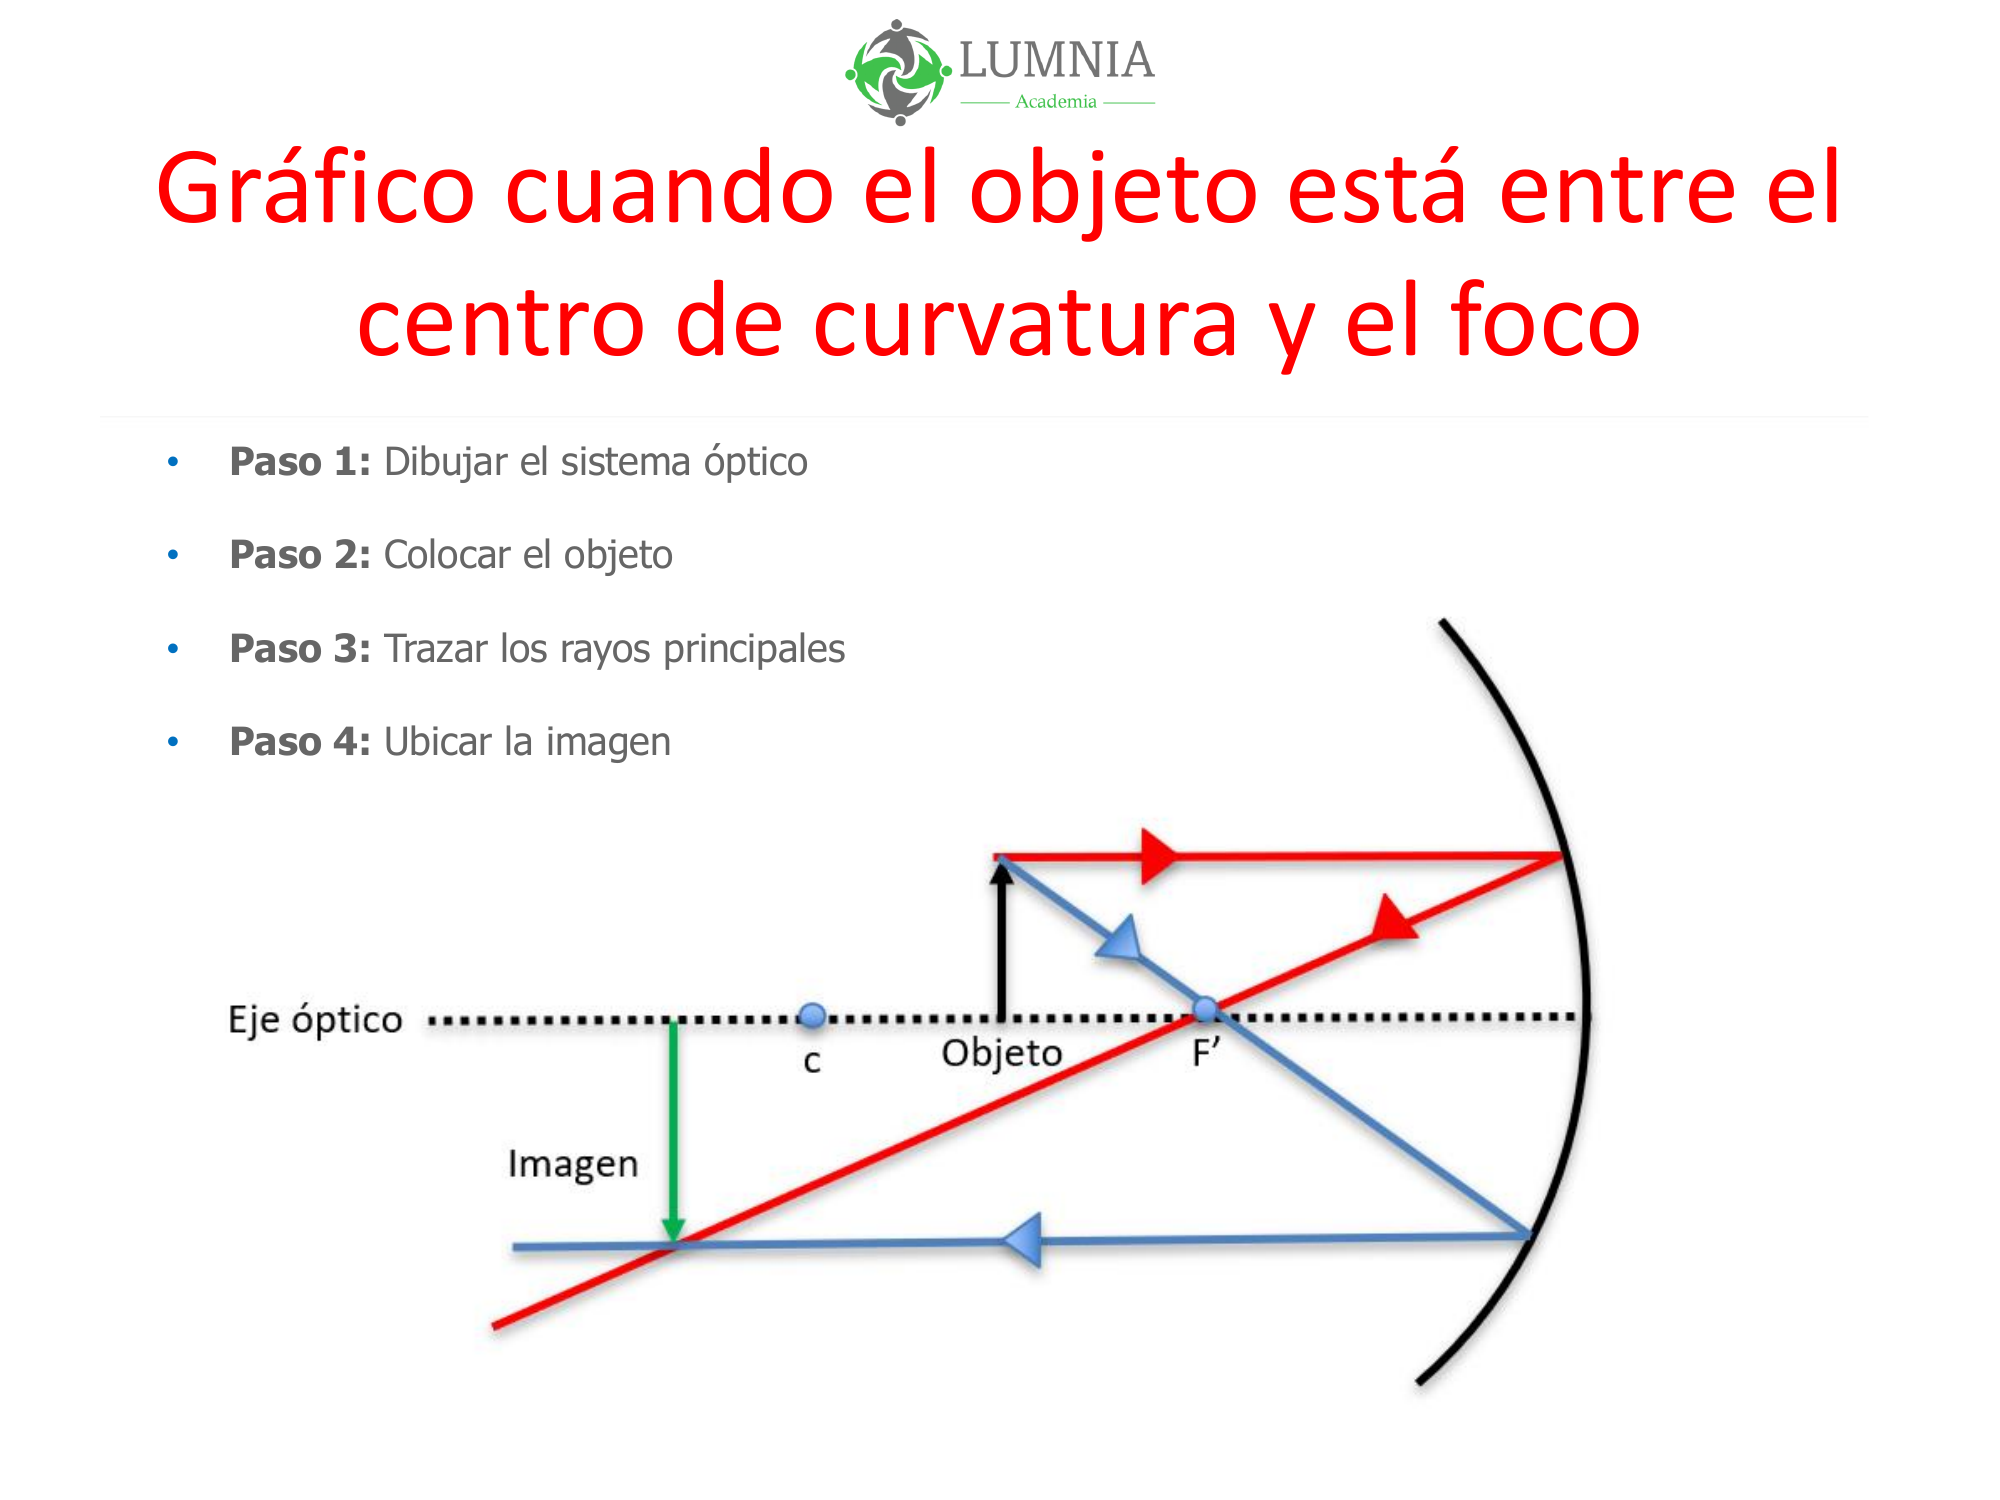 LUMNIA
Academia
Gráfico cuando el objeto está entre el
centro de curvatura y el foco
• Paso 1: Dibujar el sistema óptico
• Paso 2: Colocar el objeto
• Paso 3: Trazar los rayos principales
• Paso 4: Ubicar la imagen
Eje óptico
c
Objeto
F’
Imagen